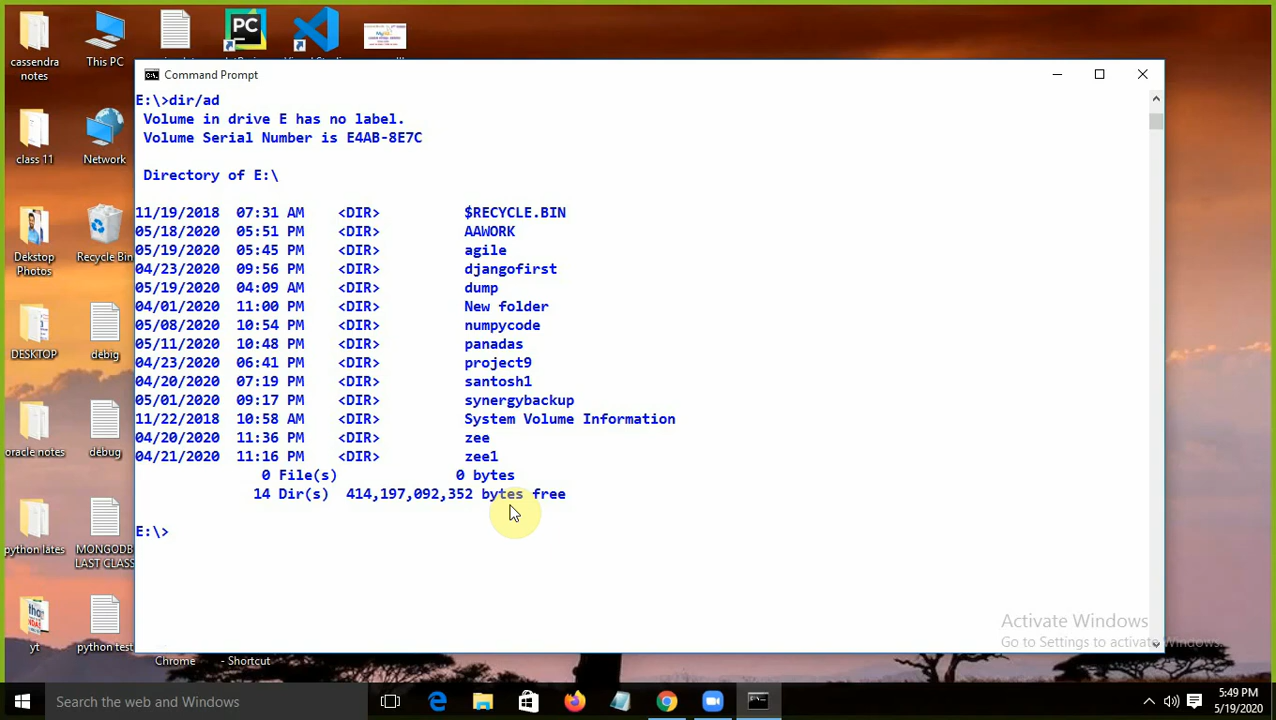 cassendra
notes
This PC
PC
Command Prompt
E:\>dir/ad
Volume in drive E has no label.
Volume Serial Number is E4AB-8E7C
Directory of E:\
11/19/2018 07:31 AM <DIR> $RECYCLE.BIN
05/18/2020 05:51 PM <DIR> AAWORK
05/19/2020 05:45 PM <DIR> agile
04/23/2020 09:56 PM <DIR> djangofirst
05/19/2020 04:09 AM <DIR> dump
04/01/2020 11:00 PM <DIR> New folder
05/08/2020 10:54 PM <DIR> numpycode
05/11/2020 10:48 PM <DIR> panadas
04/23/2020 06:41 PM <DIR> project9
04/20/2020 07:19 PM <DIR> santosh1
05/01/2020 09:17 PM <DIR> synergybackup
11/22/2018 10:58 AM <DIR> System Volume Information
04/20/2020 11:36 PM <DIR> zee
04/21/2020 11:16 PM <DIR> zee1
0 File(s) 0 bytes
14 Dir(s) 414,197,092,352 bytes free
E:\>
class 11
Network
Dekstop
Photos
Recycle Bin
DESKTOP
debig
oracle notes
debug
python lates
MONGODB
LAST CLASS
yt
python test
Chrome
- Shortcut
Activate Windows
Go to Settings to activate Windows.
Search the web and Windows
5:49 PM
5/19/2020